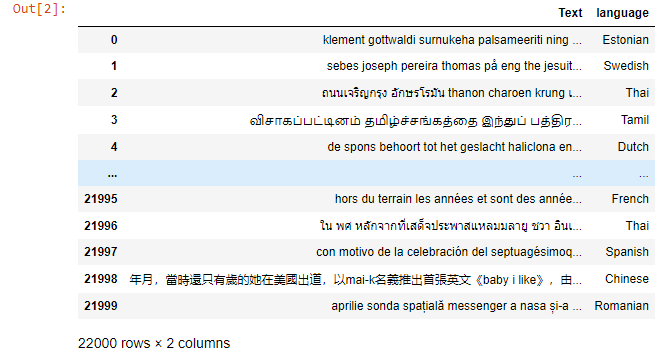 Out[2]:
Text language
0 klement gottwaldi surnukeha palsameeriti ning ... Estonian
1 sebes joseph pereira thomas på eng the jesuit... Swedish
2 ถนนเจริญกรุง อักษรโรมัน thanon charoen krung เ... Thai
3 விசாகப்பட்டினம் தமிழ்ச்சங்கத்தை இந்துப் பத்திர... Tamil
4 de spons behoort tot het geslacht haliclona en... Dutch
... ... ...
21995 hors du terrain les années et sont des année... French
21996 ใน พศ หลักจากที่เสด็จประพาสแหลมมลายู ชวา อินเ... Thai
21997 con motivo de la celebración del septuagésimoq... Spanish
21998 年月，當時還只有歲的她在美國出道，以mai-k名義推出首張英文《baby i like》，由... Chinese
21999 aprilie sonda spațială messenger a nasa și-a ... Romanian
22000 rows × 2 columns